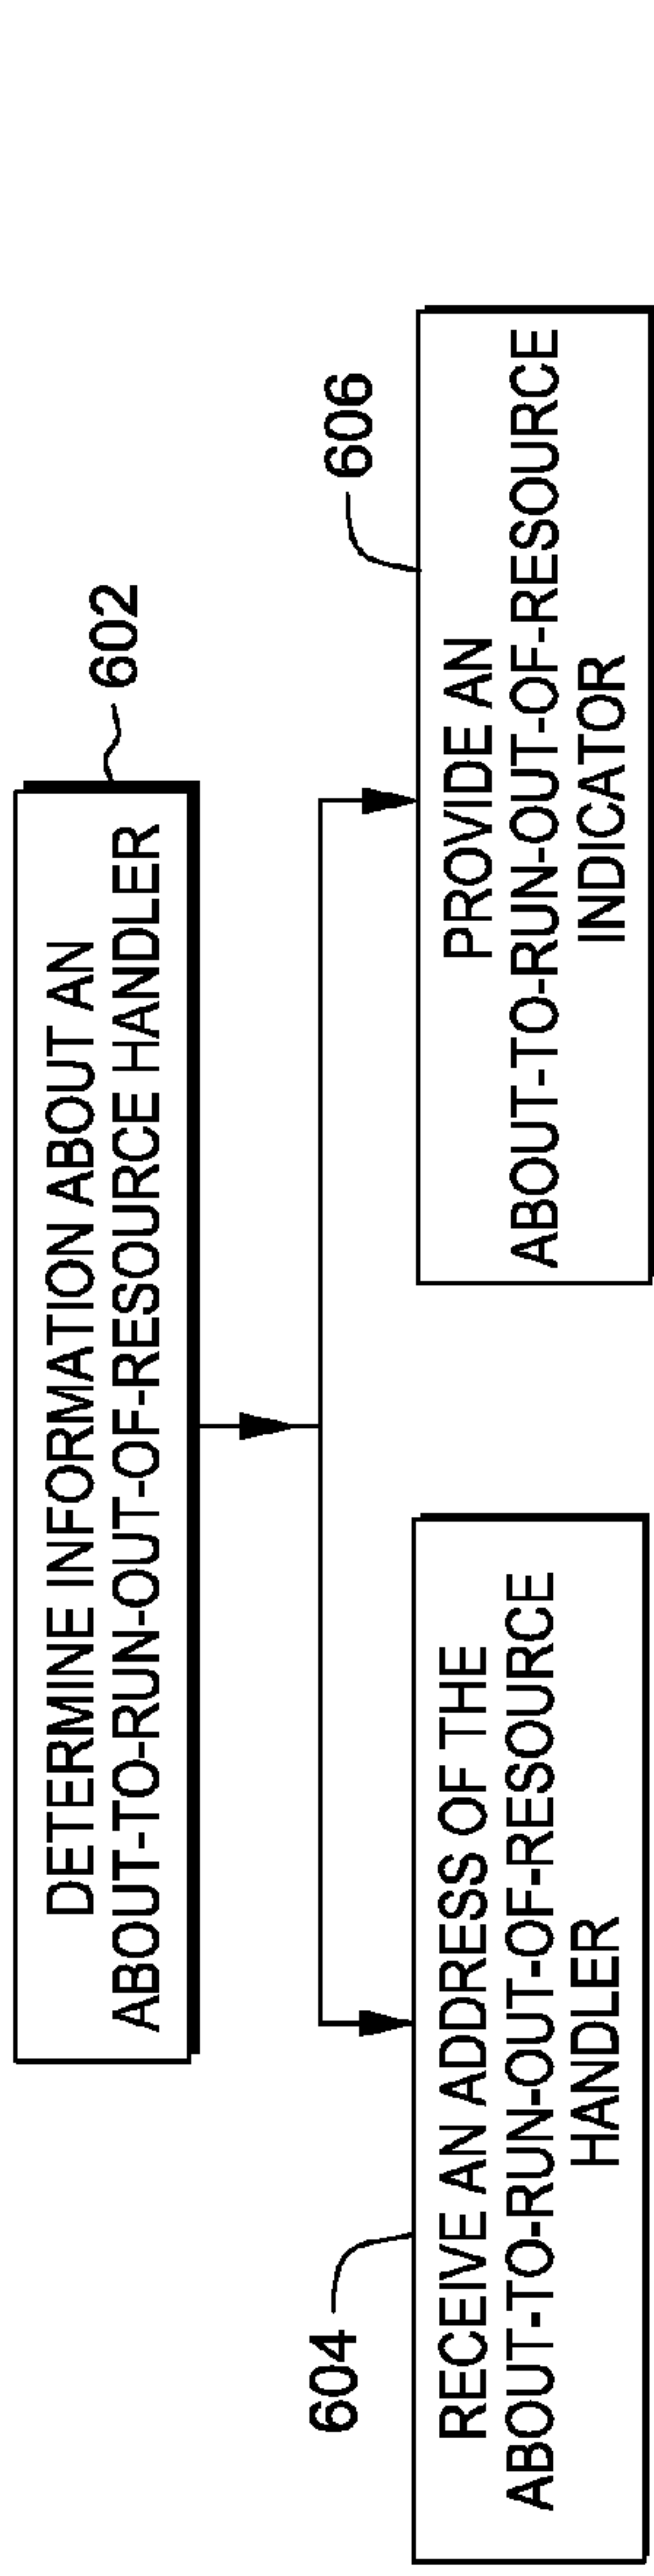 602
DETERMINE INFORMATION ABOUT AN
ABOUT-TO-RUN-OUT-OF-RESOURCE HANDLER
604
RECEIVE AN ADDRESS OF THE
ABOUT-TO-RUN-OUT-OF-RESOURCE
HANDLER
606
PROVIDE AN
ABOUT-TO-RUN-OUT-OF-RESOURCE
INDICATOR